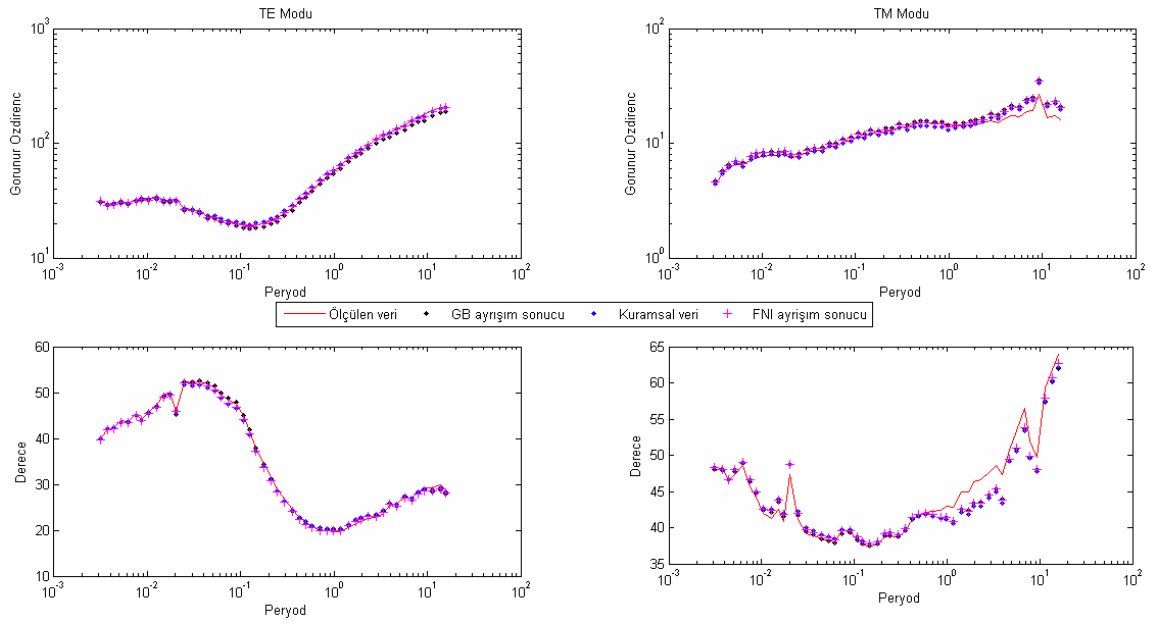 TE Modu
TM Modu
10^3
10^2
10^1
Gorunur Ozdirenc
10^-3 10^-2 10^-1 10^0 10^1 10^2
Peryod
10^2
10^1
10^0
Gorunur Ozdirenc
10^-3 10^-2 10^-1 10^0 10^1 10^2
Peryod
Ölçülen veri GB ayrışım sonucu Kuramsal veri FNI ayrışım sonucu
60
50
40
30
20
10
Derece
10^-3 10^-2 10^-1 10^0 10^1 10^2
Peryod
65
60
55
50
45
40
35
Derece
10^-3 10^-2 10^-1 10^0 10^1 10^2
Peryod